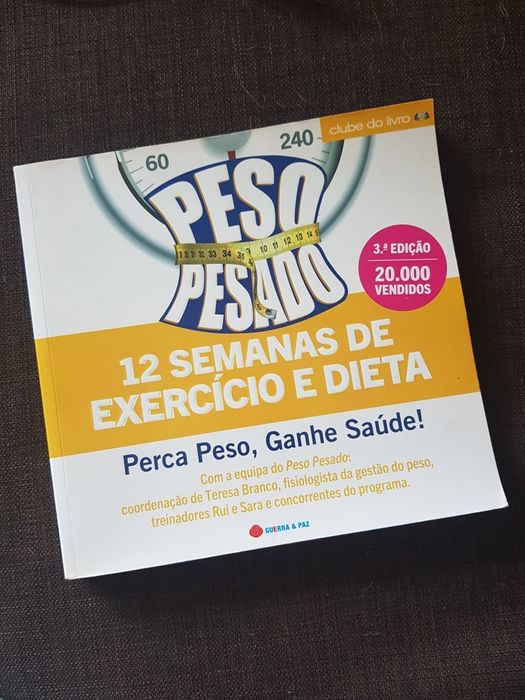 clube do livro
60
240
PESO
PESADO
3.ª EDIÇÃO
20.000
VENDIDOS
12 SEMANAS DE
EXERCÍCIO E DIETA
Perca Peso, Ganhe Saúde!
Com a equipa do Peso Pesado:
coordenação de Teresa Branco, fisiologista da gestão do peso,
treinadores Rui e Sara e concorrentes do programa.
GUERRA & PAZ